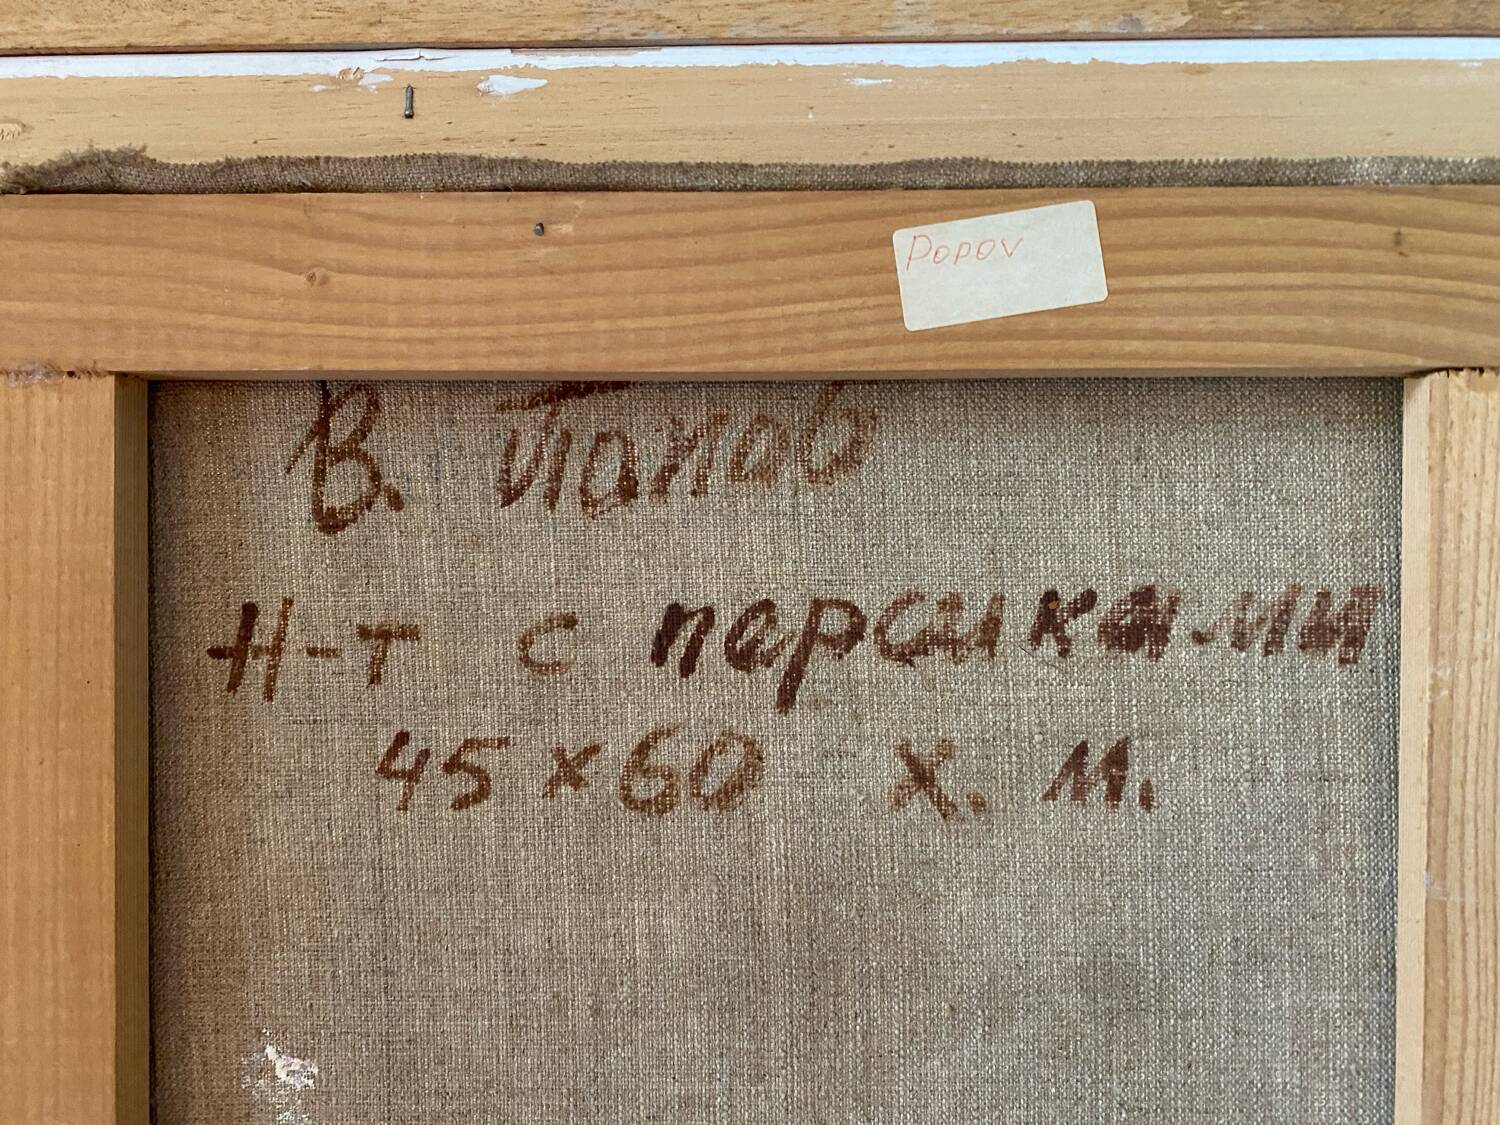 Popov
В. Попов
Н-т с персиками
45 x 60 х. м.